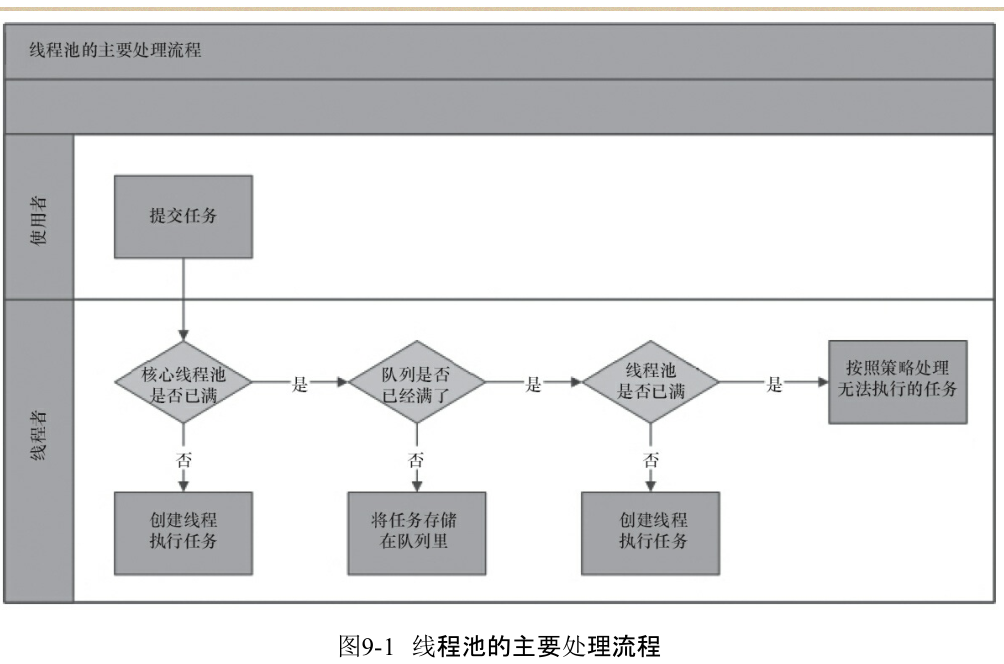 线程池的主要处理流程
使用者
提交任务
线程者
核心线程池
是否已满
是
队列是否
已经满了
是
线程池
是否已满
是
按照策略处理
无法执行的任务
否
否
否
创建线程
执行任务
将任务存储
在队列里
创建线程
执行任务
图9-1 线程池的主要处理流程